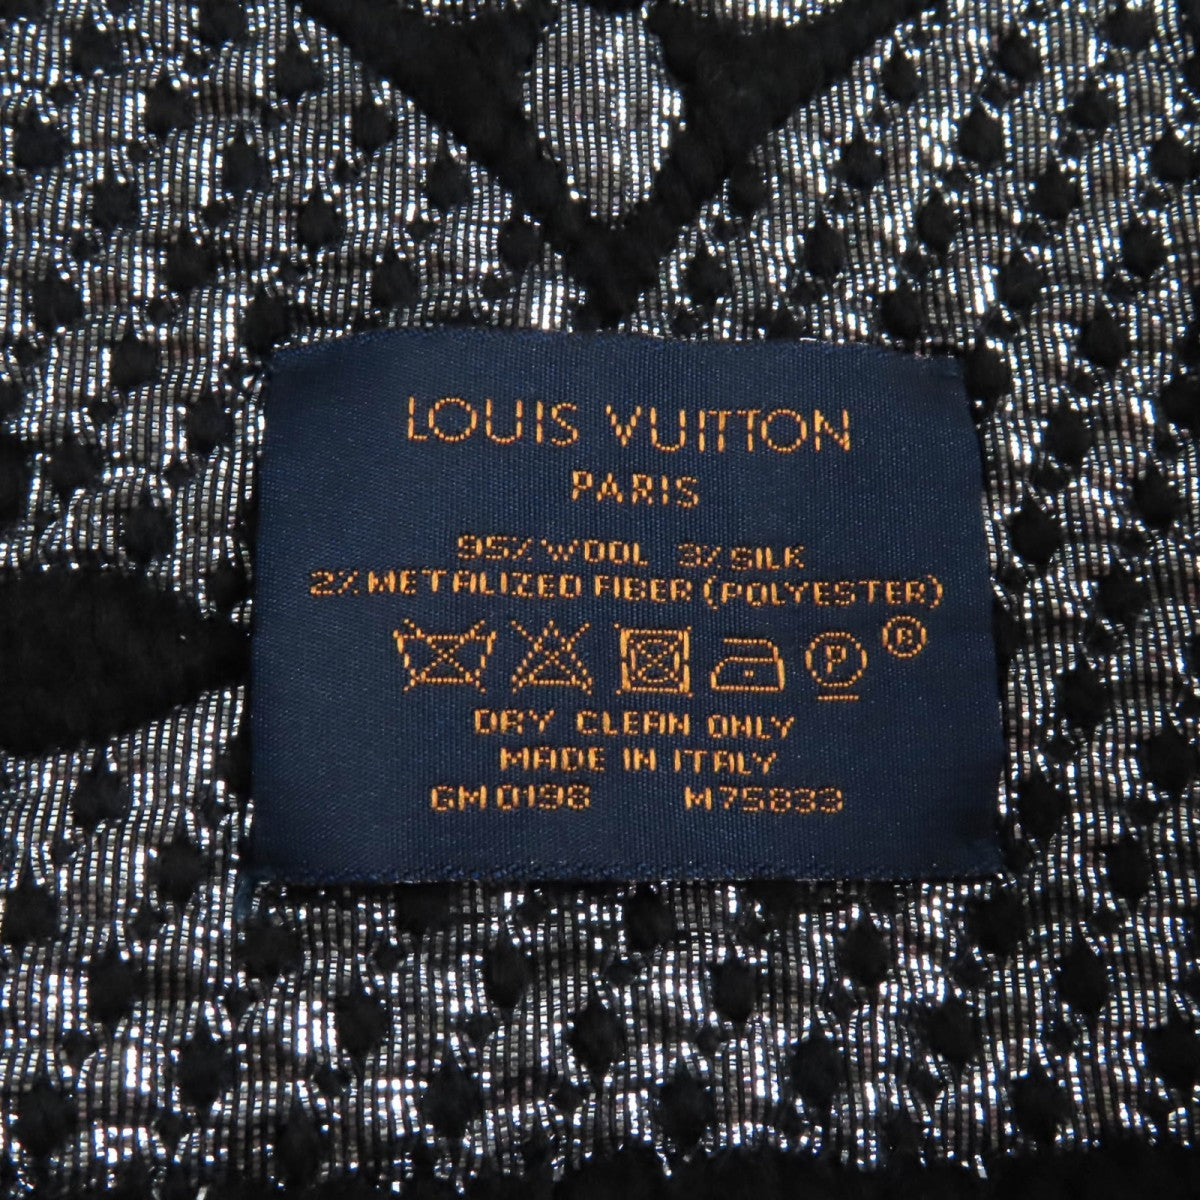 LOUIS VUITTON
PARIS
95% WOOL 3% SILK
2% METALIZED FIBER (POLYESTER)
P R
DRY CLEAN ONLY
MADE IN ITALY
GM0198 M75833